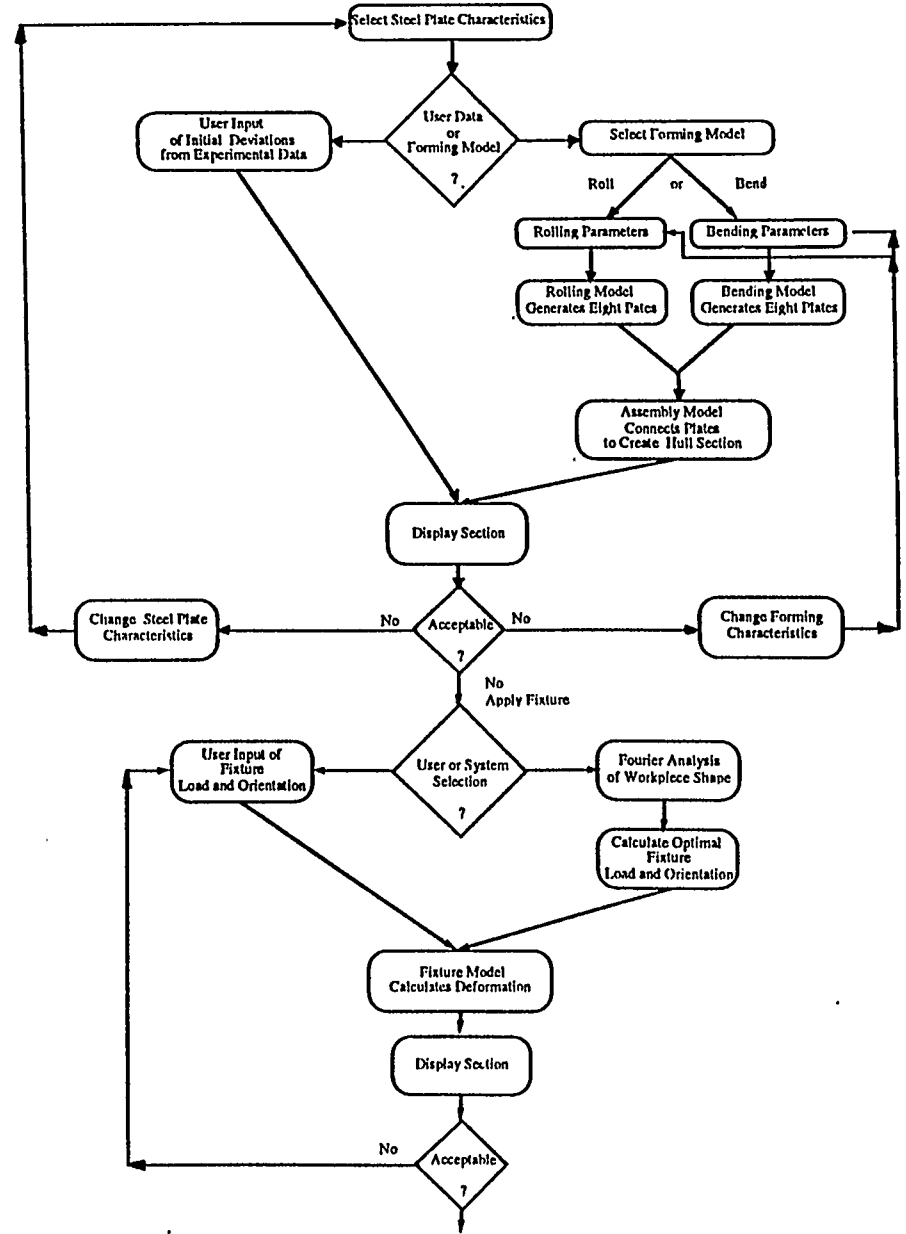 Select Steel Plate Characteristics
User Data
or
Forming Model
?
User Input
of Initial Deviations
from Experimental Data
Select Forming Model
Roll or Bend
Rolling Parameters
Bending Parameters
Rolling Model
Generates Eight Pates
Bending Model
Generates Eight Plates
Assembly Model
Connects Plates
to Create Hull Section
Display Section
Change Steel Plate
Characteristics
No
Acceptable
?
No
Change Forming
Characteristics
No
Apply Fixture
User Input of
Fixture
Load and Orientation
User or System
Selection
?
Fourier Analysis
of Workpiece Shape
Calculate Optimal
Fixture
Load and Orientation
Fixture Model
Calculates Deformation
Display Section
No
Acceptable
?